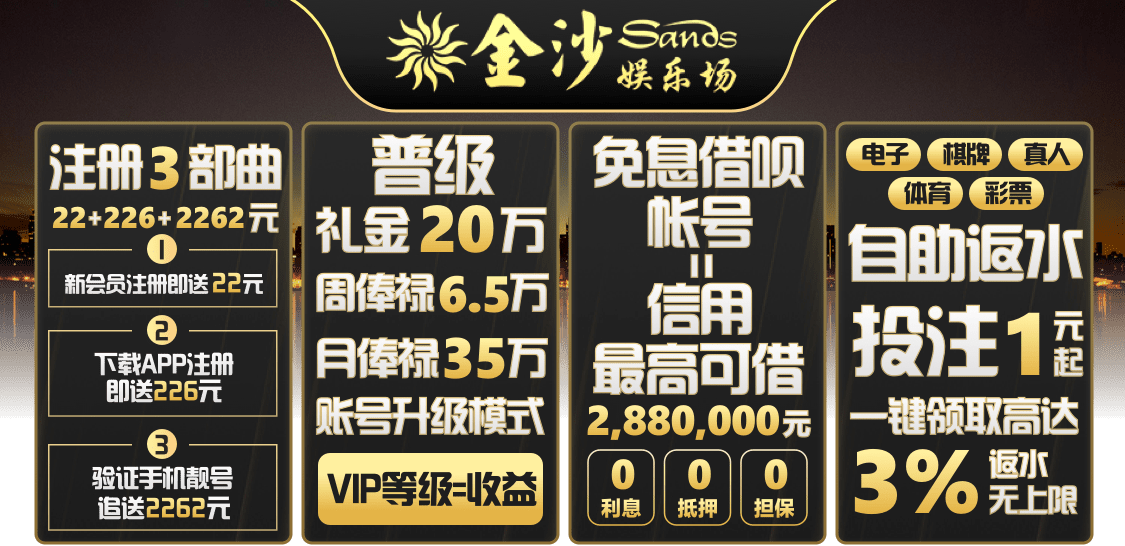 金沙 Sands
娱乐场
注册3部曲
22+226+2262元
1
新会员注册即送22元
2
下载APP注册
即送226元
3
验证手机靓号
追送2262元
普级
礼金20万
周俸禄6.5万
月俸禄35万
账号升级模式
VIP等级=收益
免息借呗
帐号
=
信用
最高可借
2,880,000元
0 0 0
利息 抵押 担保
电子 棋牌 真人
体育 彩票
自助返水
投注1元起
一键领取高达
3%返水
无上限